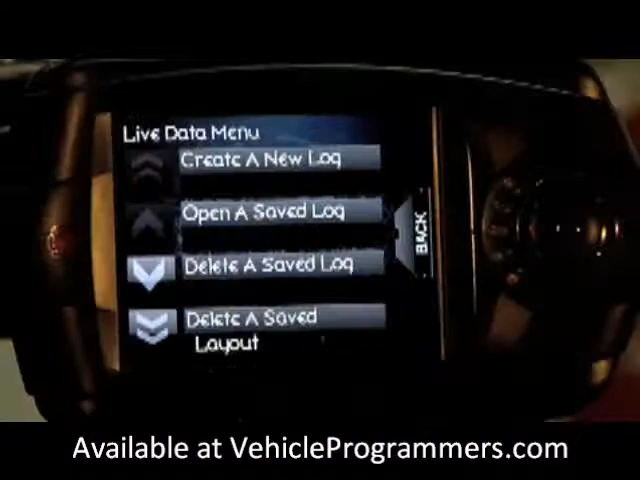 Live Data Menu
Create A New Log
Open A Saved Log
Delete A Saved Log
Delete A Saved
Layout
BACK
Available at VehicleProgrammers.com